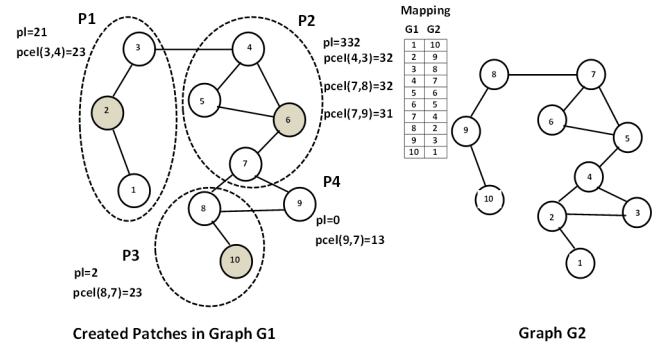 P1
pl=21
pcel(3,4)=23
3
2
1
P2
4
5
6
7
pl=332
pcel(4,3)=32
pcel(7,8)=32
pcel(7,9)=31
P4
9
pl=0
pcel(9,7)=13
8
10
P3
pl=2
pcel(8,7)=23
Created Patches in Graph G1
Mapping
G1 G2
1 10
2 9
3 8
4 7
5 6
6 5
7 4
8 2
9 3
10 1
8
7
9
6
5
10
4
2
3
1
Graph G2